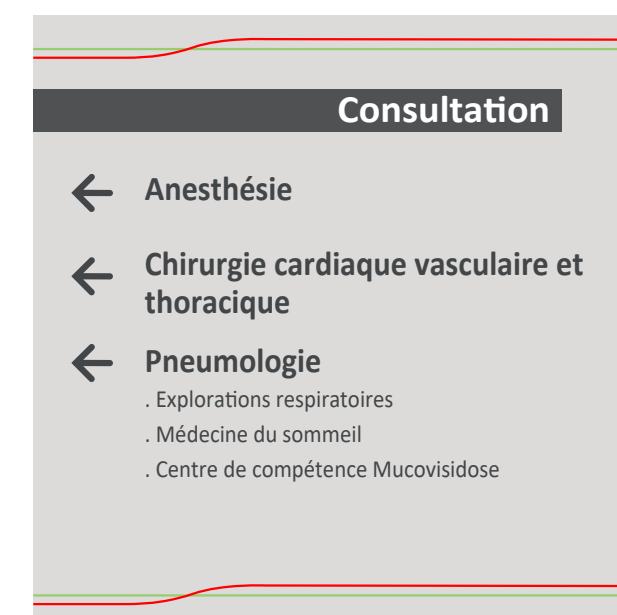 Consultation
Anesthésie
Chirurgie cardiaque vasculaire et
thoracique
Pneumologie
. Explorations respiratoires
. Médecine du sommeil
. Centre de compétence Mucovisidose